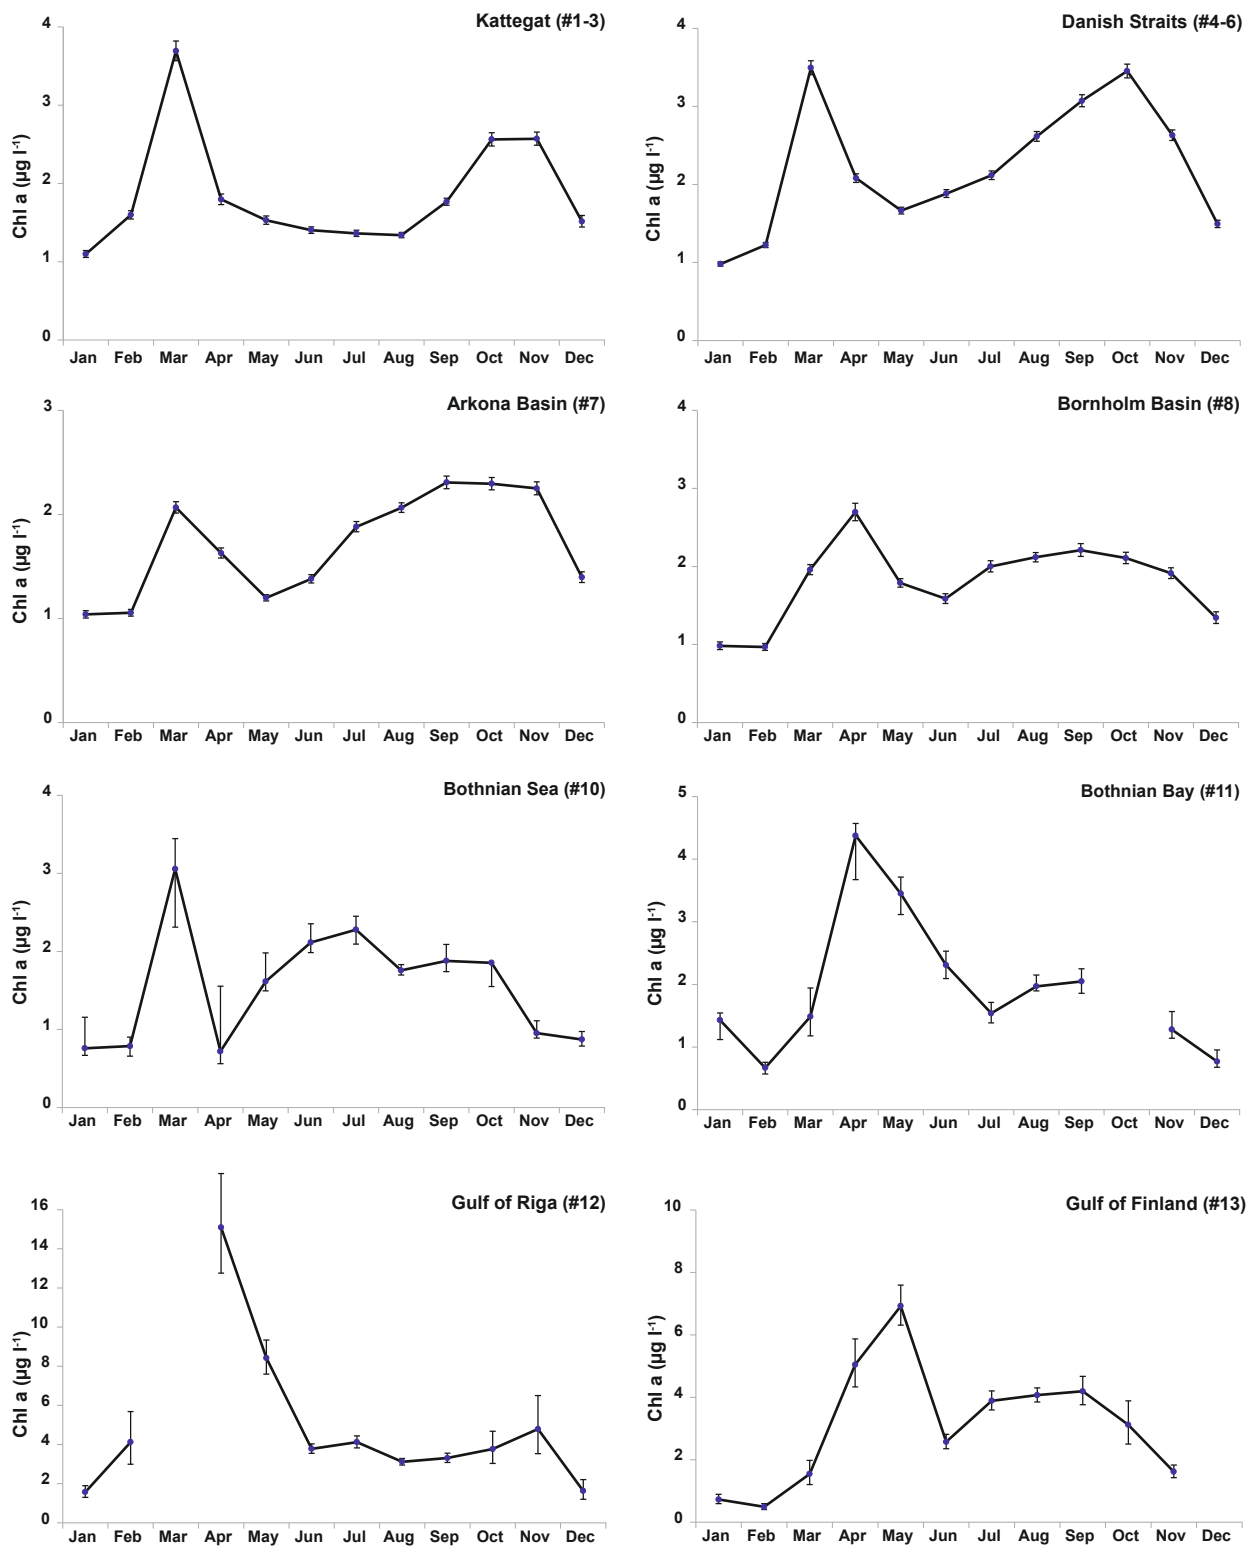 Kattegat (#1-3)
4
3
2
1
0
Chl a (µg l⁻¹)
Jan Feb Mar Apr May Jun Jul Aug Sep Oct Nov Dec
Danish Straits (#4-6)
4
3
2
1
0
Chl a (µg l⁻¹)
Jan Feb Mar Apr May Jun Jul Aug Sep Oct Nov Dec
Arkona Basin (#7)
3
2
1
0
Chl a (µg l⁻¹)
Jan Feb Mar Apr May Jun Jul Aug Sep Oct Nov Dec
Bornholm Basin (#8)
4
3
2
1
0
Jan Feb Mar Apr May Jun Jul Aug Sep Oct Nov Dec
Bothnian Sea (#10)
4
3
2
1
0
Chl a (µg l⁻¹)
Jan Feb Mar Apr May Jun Jul Aug Sep Oct Nov Dec
Bothnian Bay (#11)
5
4
3
2
1
0
Chl a (µg l⁻¹)
Jan Feb Mar Apr May Jun Jul Aug Sep Oct Nov Dec
Gulf of Riga (#12)
16
14
12
10
8
6
4
2
0
Chl a (µg l⁻¹)
Jan Feb Mar Apr May Jun Jul Aug Sep Oct Nov Dec
Gulf of Finland (#13)
10
8
6
4
2
0
Chl a (µg l⁻¹)
Jan Feb Mar Apr May Jun Jul Aug Sep Oct Nov Dec